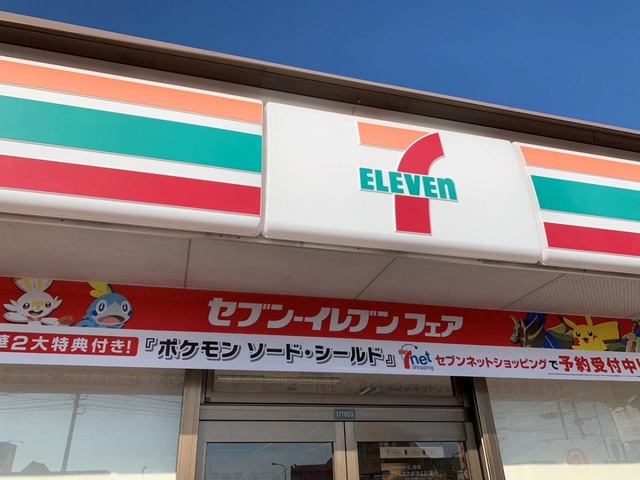 7
ELEVEn
セブン-イレブン フェア
華2大特典付き!『ポケモン ソード・シールド』7net shopping セブンネットショッピングで予約受付中!